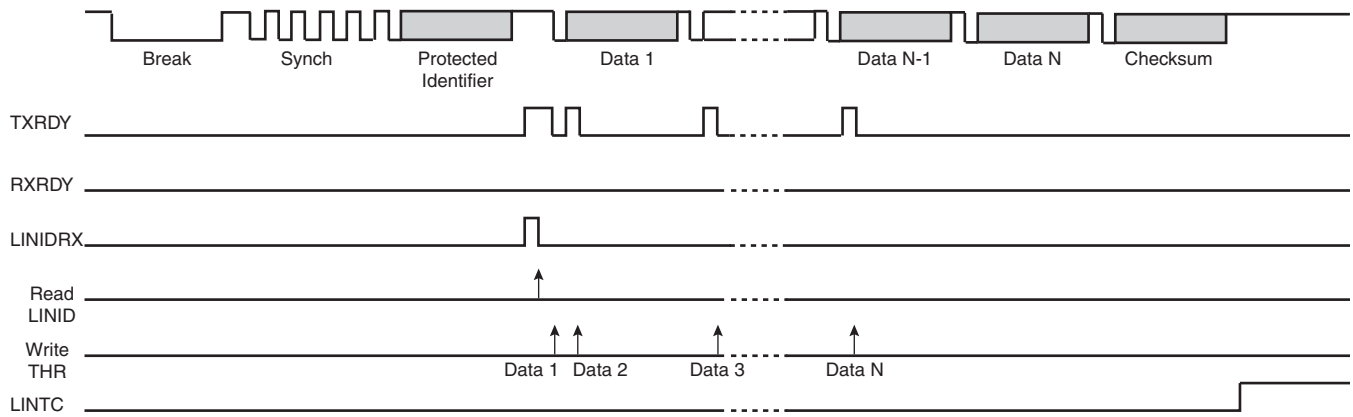 Break Synch Protected Data 1 Data N-1 Data N Checksum
Identifier
TXRDY
RXRDY
LINIDRX
Read
LINID
Write
THR
Data 1 Data 2 Data 3 Data N
LINTC